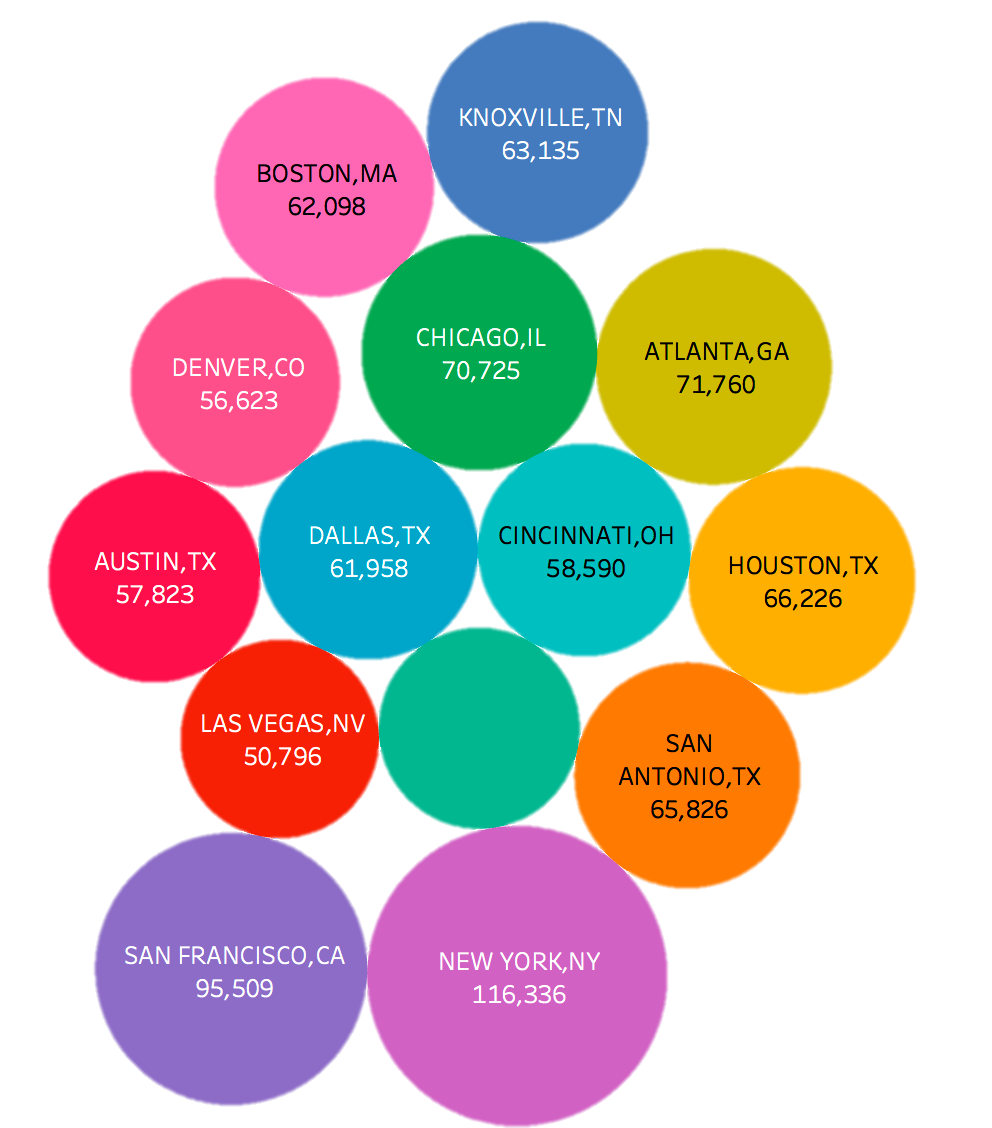 KNOXVILLE,TN
63,135
BOSTON,MA
62,098
CHICAGO,IL
70,725
ATLANTA,GA
71,760
DENVER,CO
56,623
DALLAS,TX
61,958
CINCINNATI,OH
58,590
AUSTIN,TX
57,823
HOUSTON,TX
66,226
LAS VEGAS,NV
50,796
SAN
ANTONIO,TX
65,826
SAN FRANCISCO,CA
95,509
NEW YORK,NY
116,336